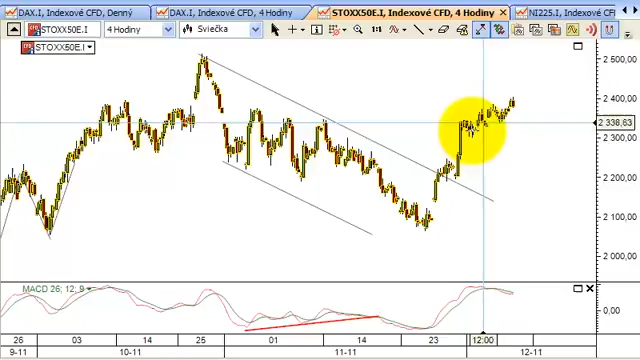 DAX.I, Indexové CFD, Denný
DAX.I, Indexové CFD, 4 Hodiny
STOXX50E.I, Indexové CFD, 4 Hodiny
NI225.I, Indexové CFD,
STOXX50E.I
4 Hodiny
Sviečka
STOXX50E.I
2 500,00
2 400,00
2 338,63
2 300,00
2 200,00
2 100,00
2 000,00
MACD 26; 12; 9
0.00
26 03 14 25 01 14 23 12:00 12
9-11 10-11 11-11 12-11